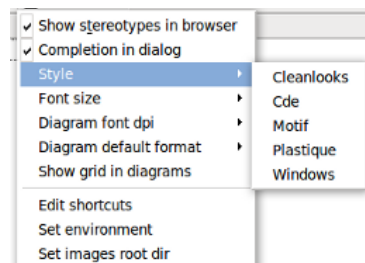 Show stereotypes in browser
Completion in dialog
Style
Font size
Diagram font dpi
Diagram default format
Show grid in diagrams
Edit shortcuts
Set environment
Set images root dir
Cleanlooks
Cde
Motif
Plastique
Windows